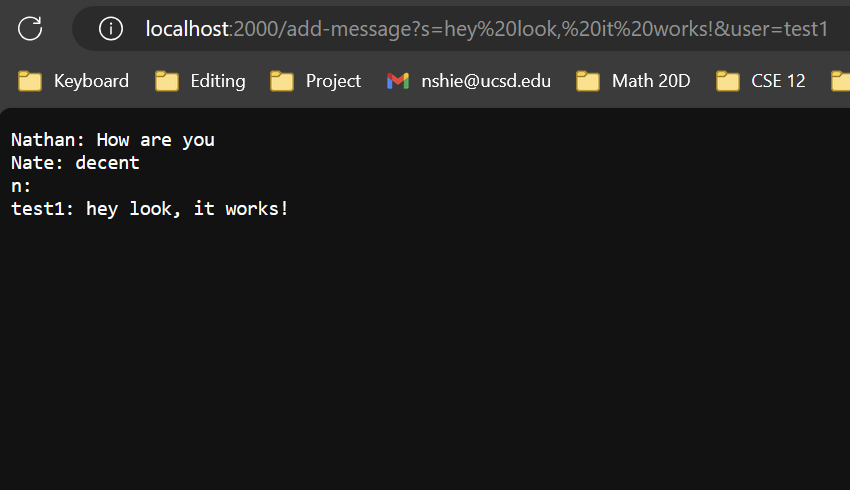 localhost:2000/add-message?s=hey%20look,%20it%20works!&user=test1
Keyboard Editing Project nshie@ucsd.edu Math 20D CSE 12
Nathan: How are you
Nate: decent
n:
test1: hey look, it works!